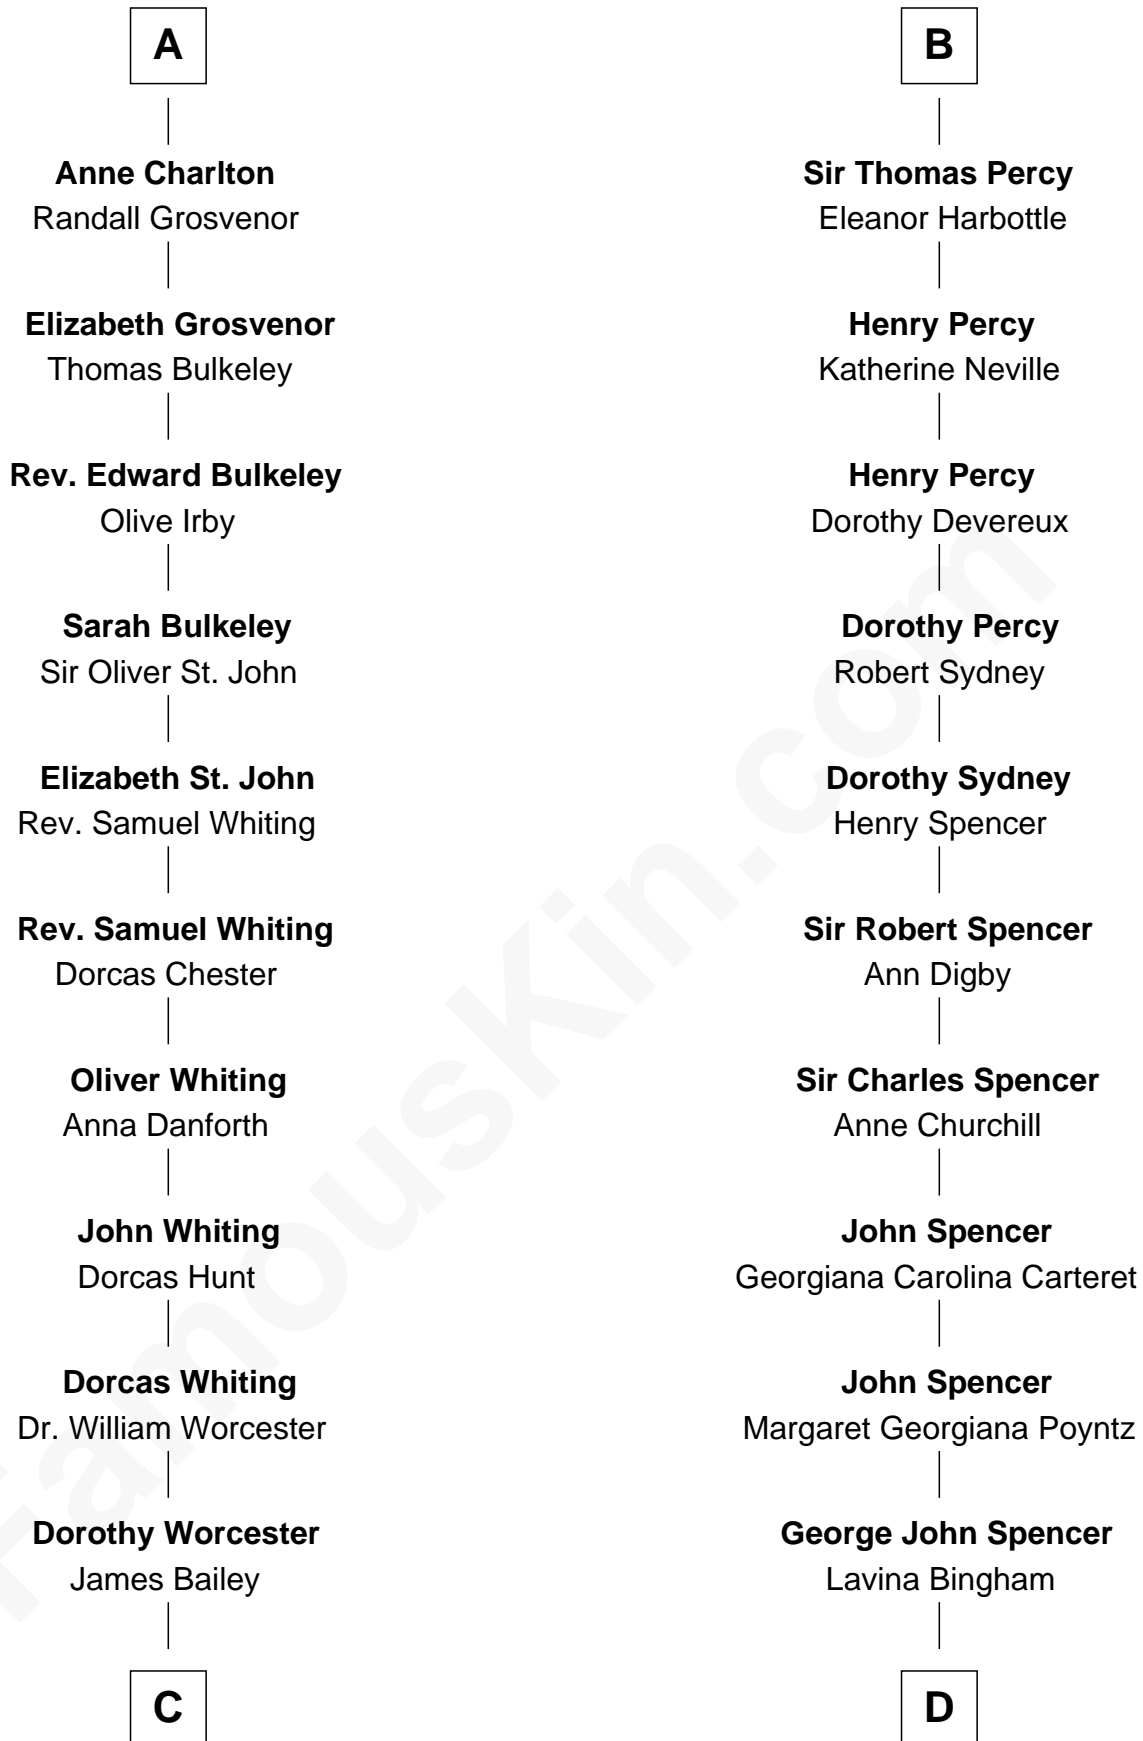 A
Anne Charlton
Randall Grosvenor
Elizabeth Grosvenor
Thomas Bulkeley
Rev. Edward Bulkeley
Olive Irby
Sarah Bulkeley
Sir Oliver St. John
Elizabeth St. John
Rev. Samuel Whiting
Rev. Samuel Whiting
Dorcas Chester
Oliver Whiting
Anna Danforth
John Whiting
Dorcas Hunt
Dorcas Whiting
Dr. William Worcester
Dorothy Worcester
James Bailey
C
B
Sir Thomas Percy
Eleanor Harbottle
Henry Percy
Katherine Neville
Henry Percy
Dorothy Devereux
Dorothy Percy
Robert Sydney
Dorothy Sydney
Henry Spencer
Sir Robert Spencer
Ann Digby
Sir Charles Spencer
Anne Churchill
John Spencer
Georgiana Carolina Carteret
John Spencer
Margaret Georgiana Poyntz
George John Spencer
Lavina Bingham
D
FamousKin.com